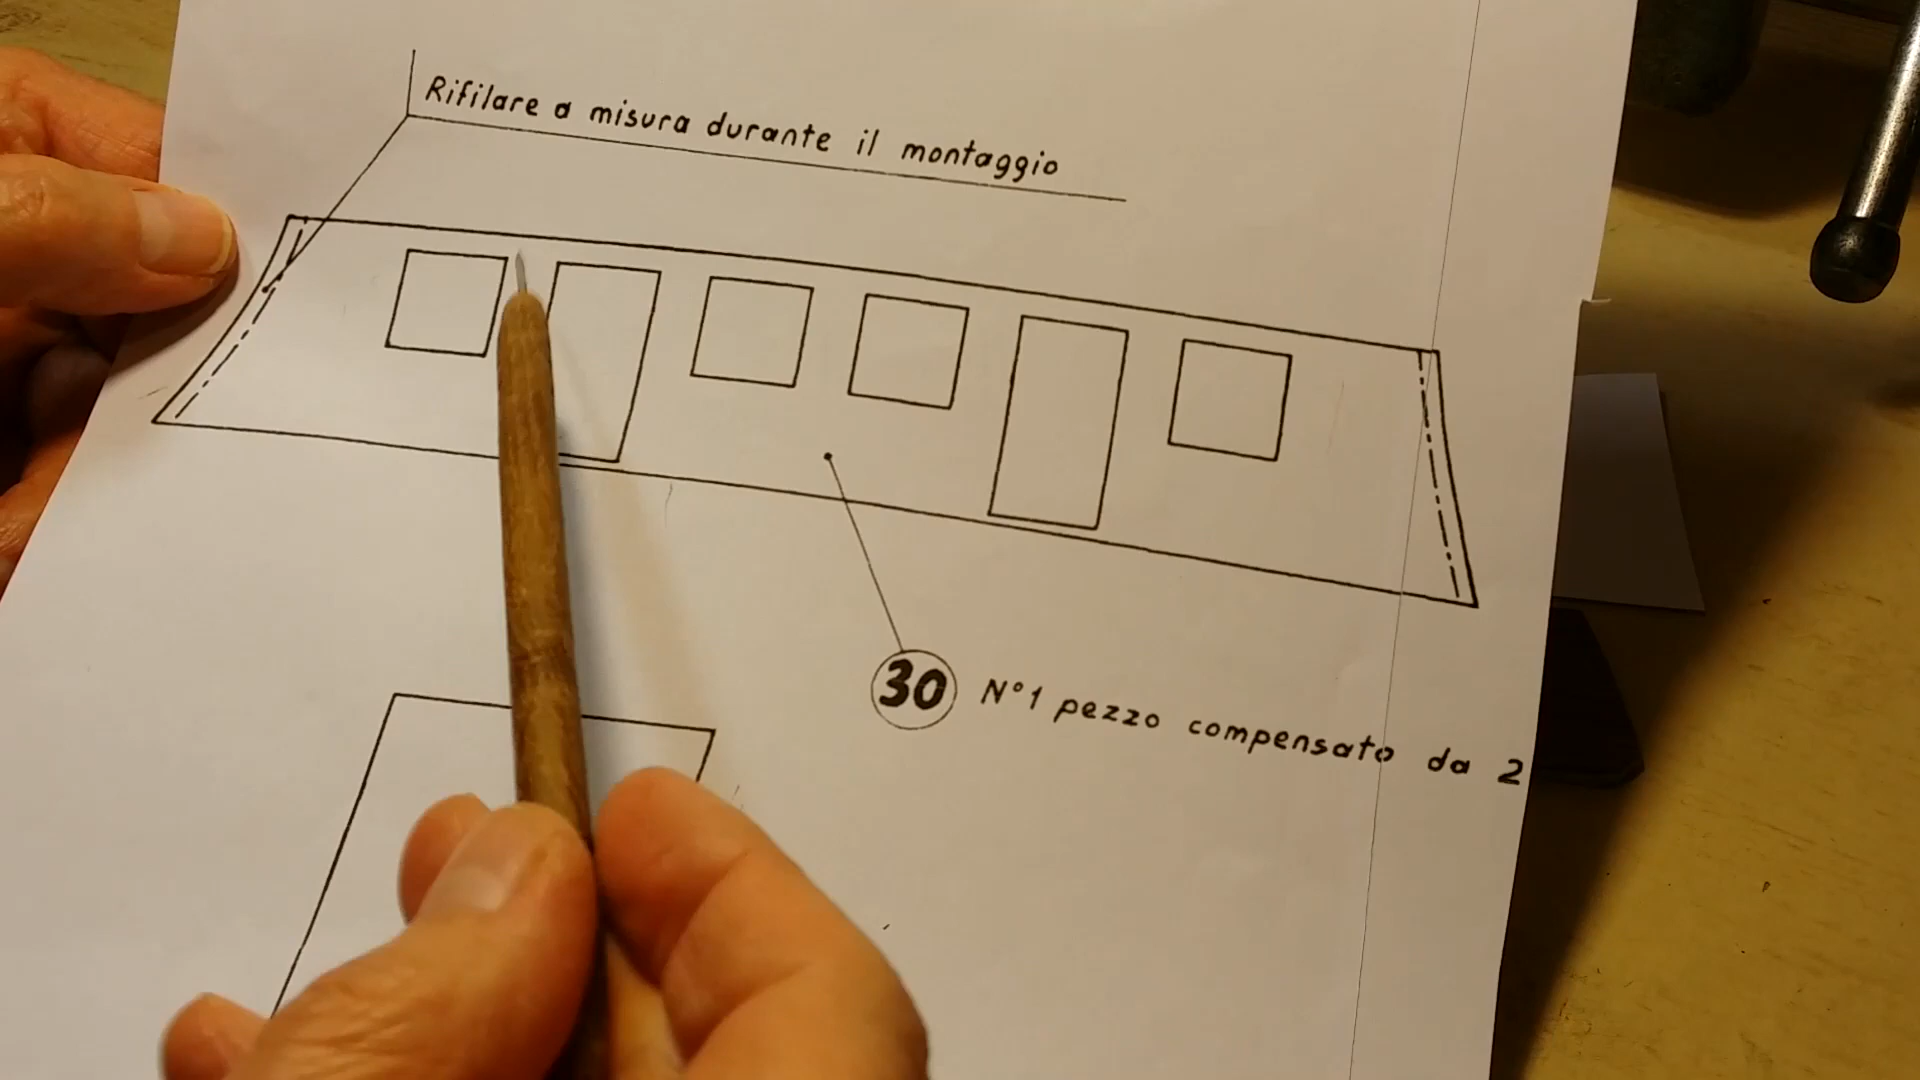 Rifilare a misura durante il montaggio
30 N°1 pezzo compensato da 2